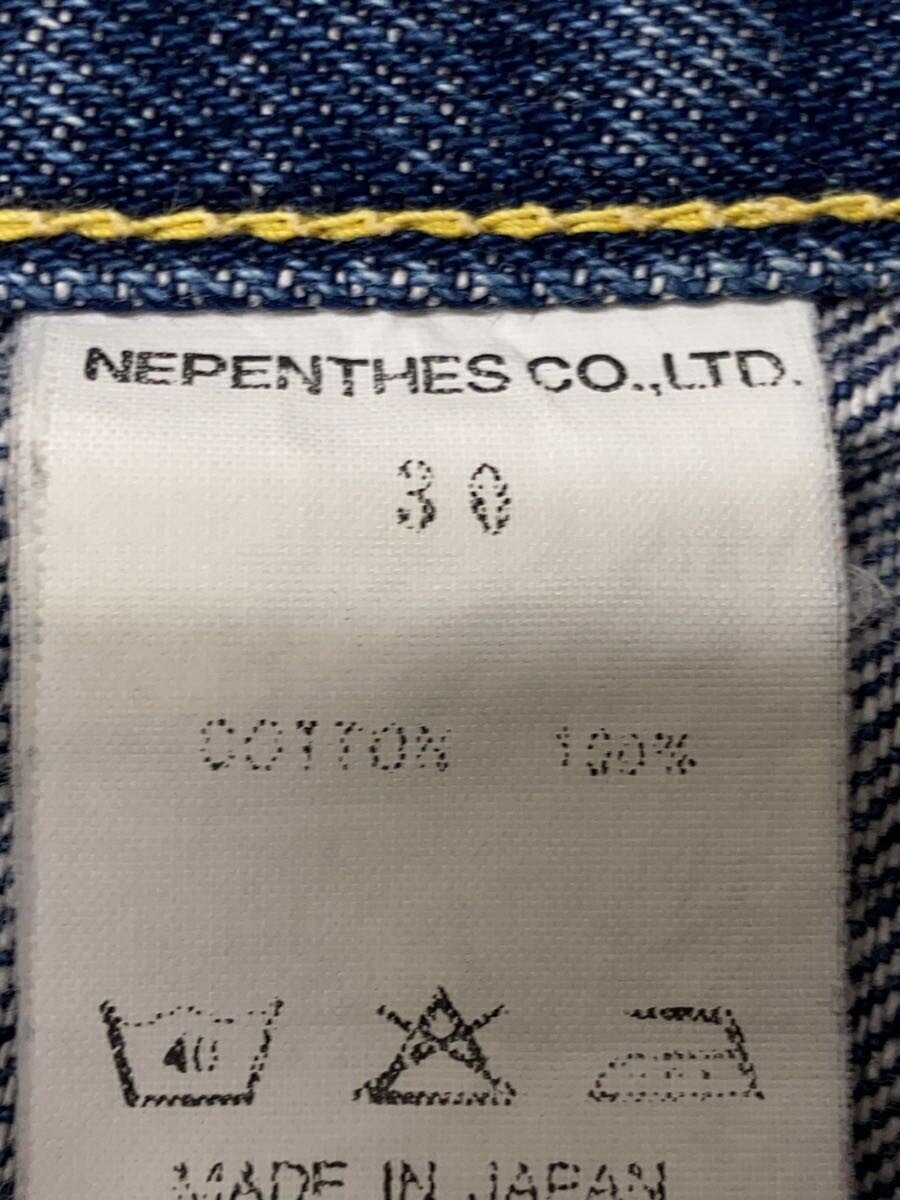 NEPENTHES CO.,LTD.
30
COTTON 100%
40
MADE IN JAPAN